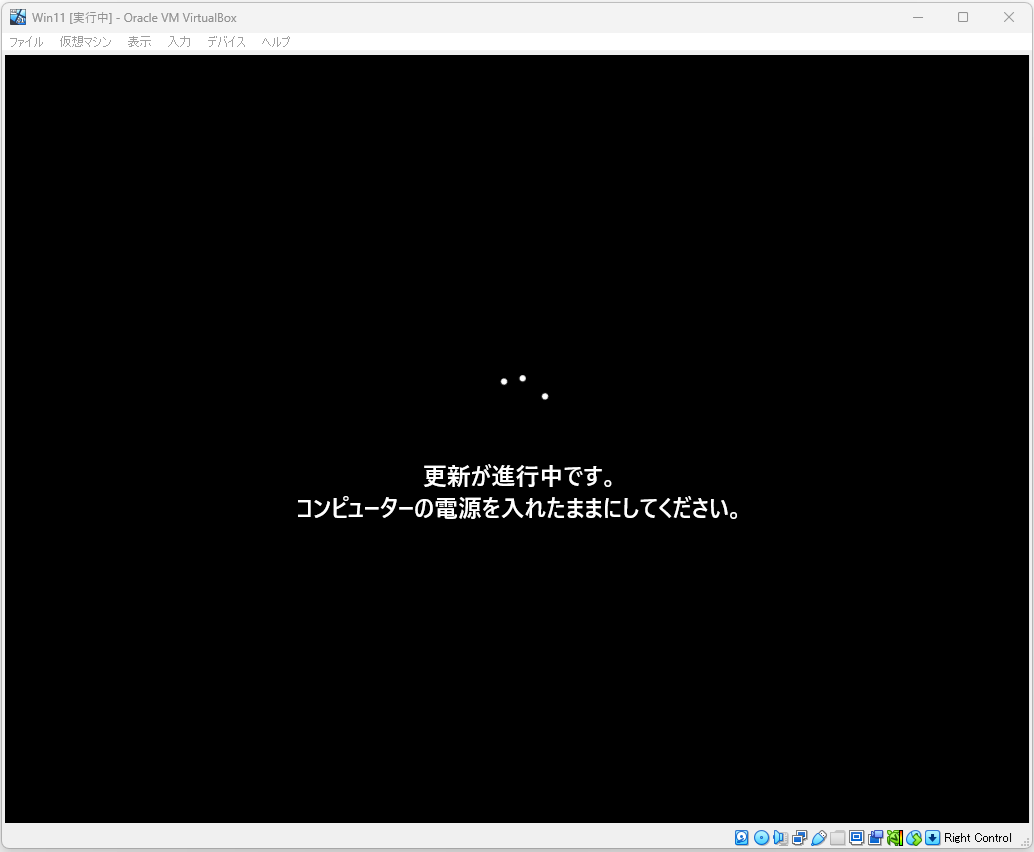 Win11 [実行中] - Oracle VM VirtualBox
ファイル 仮想マシン 表示 入力 デバイス ヘルプ
更新が進行中です。
コンピューターの電源を入れたままにしてください。
Right Control